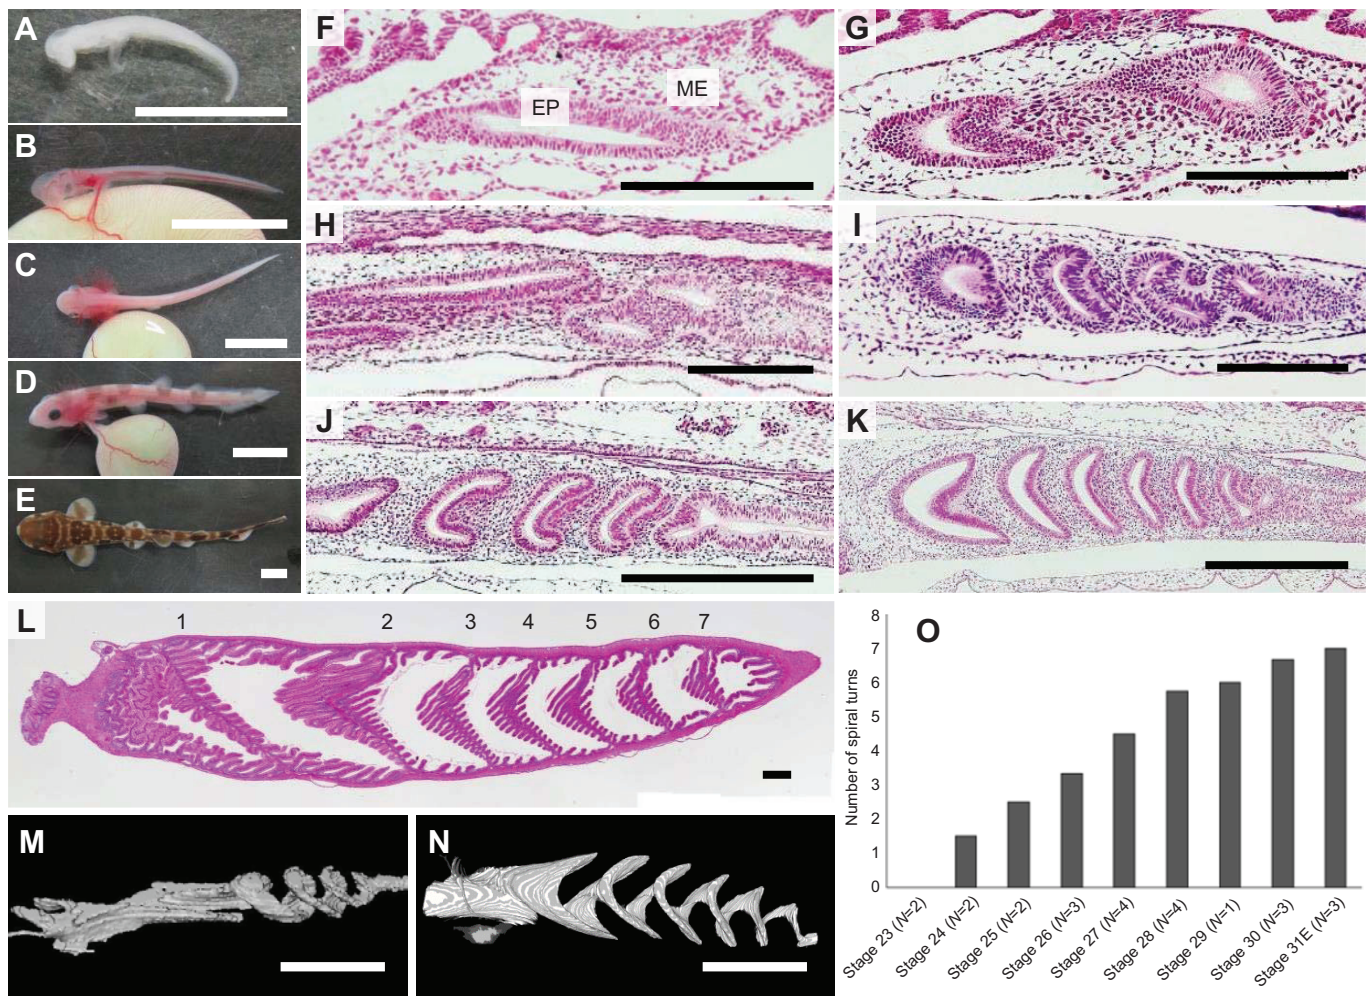 A
B
C
D
E
F
EP
ME
G
H
I
J
K
L
1 2 3 4 5 6 7
M
N
O
Number of spiral turns
8
7
6
5
4
3
2
1
0
Stage 23 (N=2)
Stage 24 (N=2)
Stage 25 (N=2)
Stage 26 (N=3)
Stage 27 (N=4)
Stage 28 (N=4)
Stage 29 (N=1)
Stage 30 (N=3)
Stage 31E (N=3)